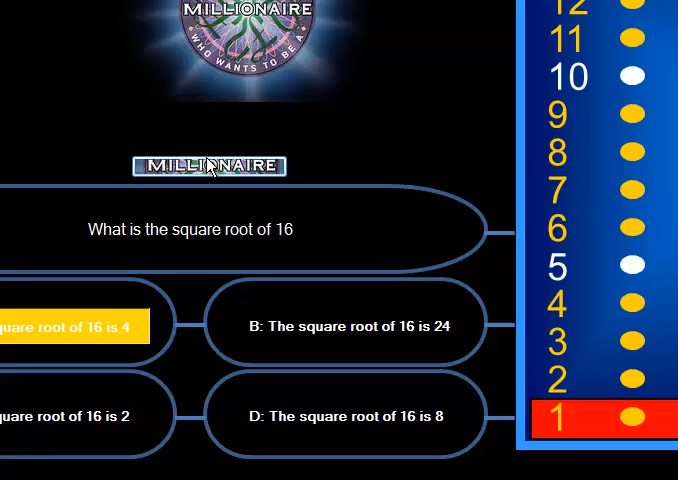 MILLIONAIRE
WHO WANTS TO BE A
MILLIONAIRE
What is the square root of 16
quare root of 16 is 4
B: The square root of 16 is 24
quare root of 16 is 2
D: The square root of 16 is 8
12
11
10
9
8
7
6
5
4
3
2
1